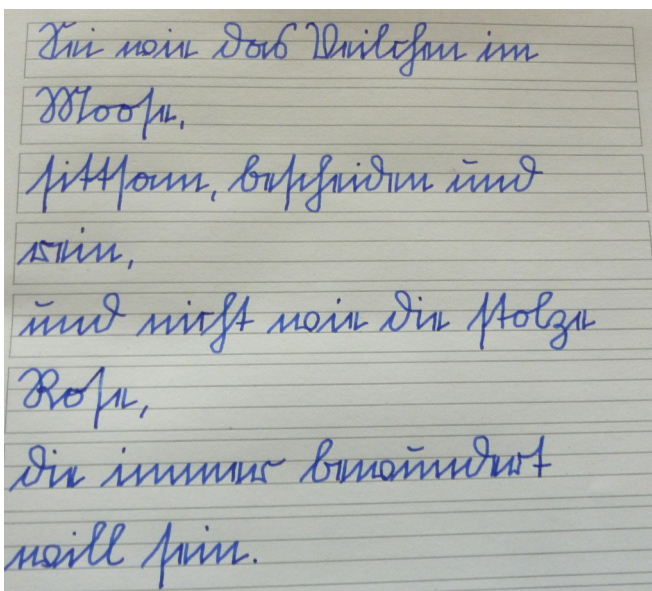 Sei wie das Veilchen im
Moose,
sittsam, bescheiden und
rein,
und nicht wie die stolze
Rose,
die immer bewundert
will sein.